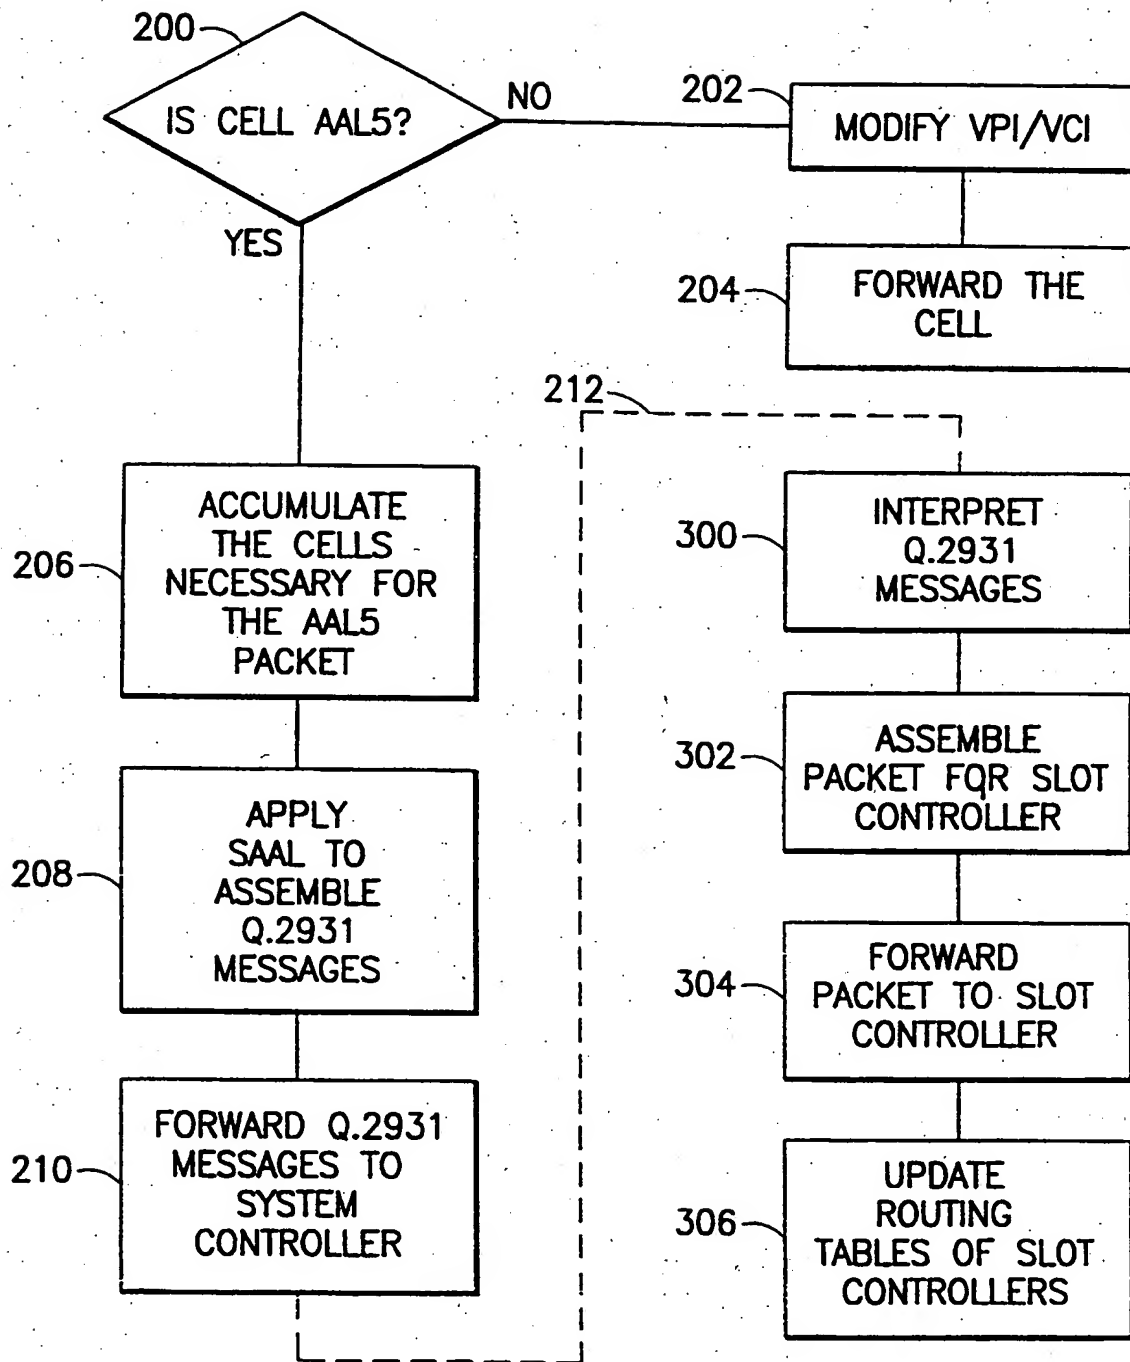 200
IS CELL AAL5?
NO
YES
202
MODIFY VPI/VCI
204
FORWARD THE
CELL
212
206
ACCUMULATE
THE CELLS
NECESSARY FOR
THE AAL5
PACKET
208
APPLY
SAAL TO
ASSEMBLE
Q.2931
MESSAGES
210
FORWARD Q.2931
MESSAGES TO
SYSTEM
CONTROLLER
300
INTERPRET
Q.2931
MESSAGES
302
ASSEMBLE
PACKET FOR SLOT
CONTROLLER
304
FORWARD
PACKET TO SLOT
CONTROLLER
306
UPDATE
ROUTING
TABLES OF SLOT
CONTROLLERS